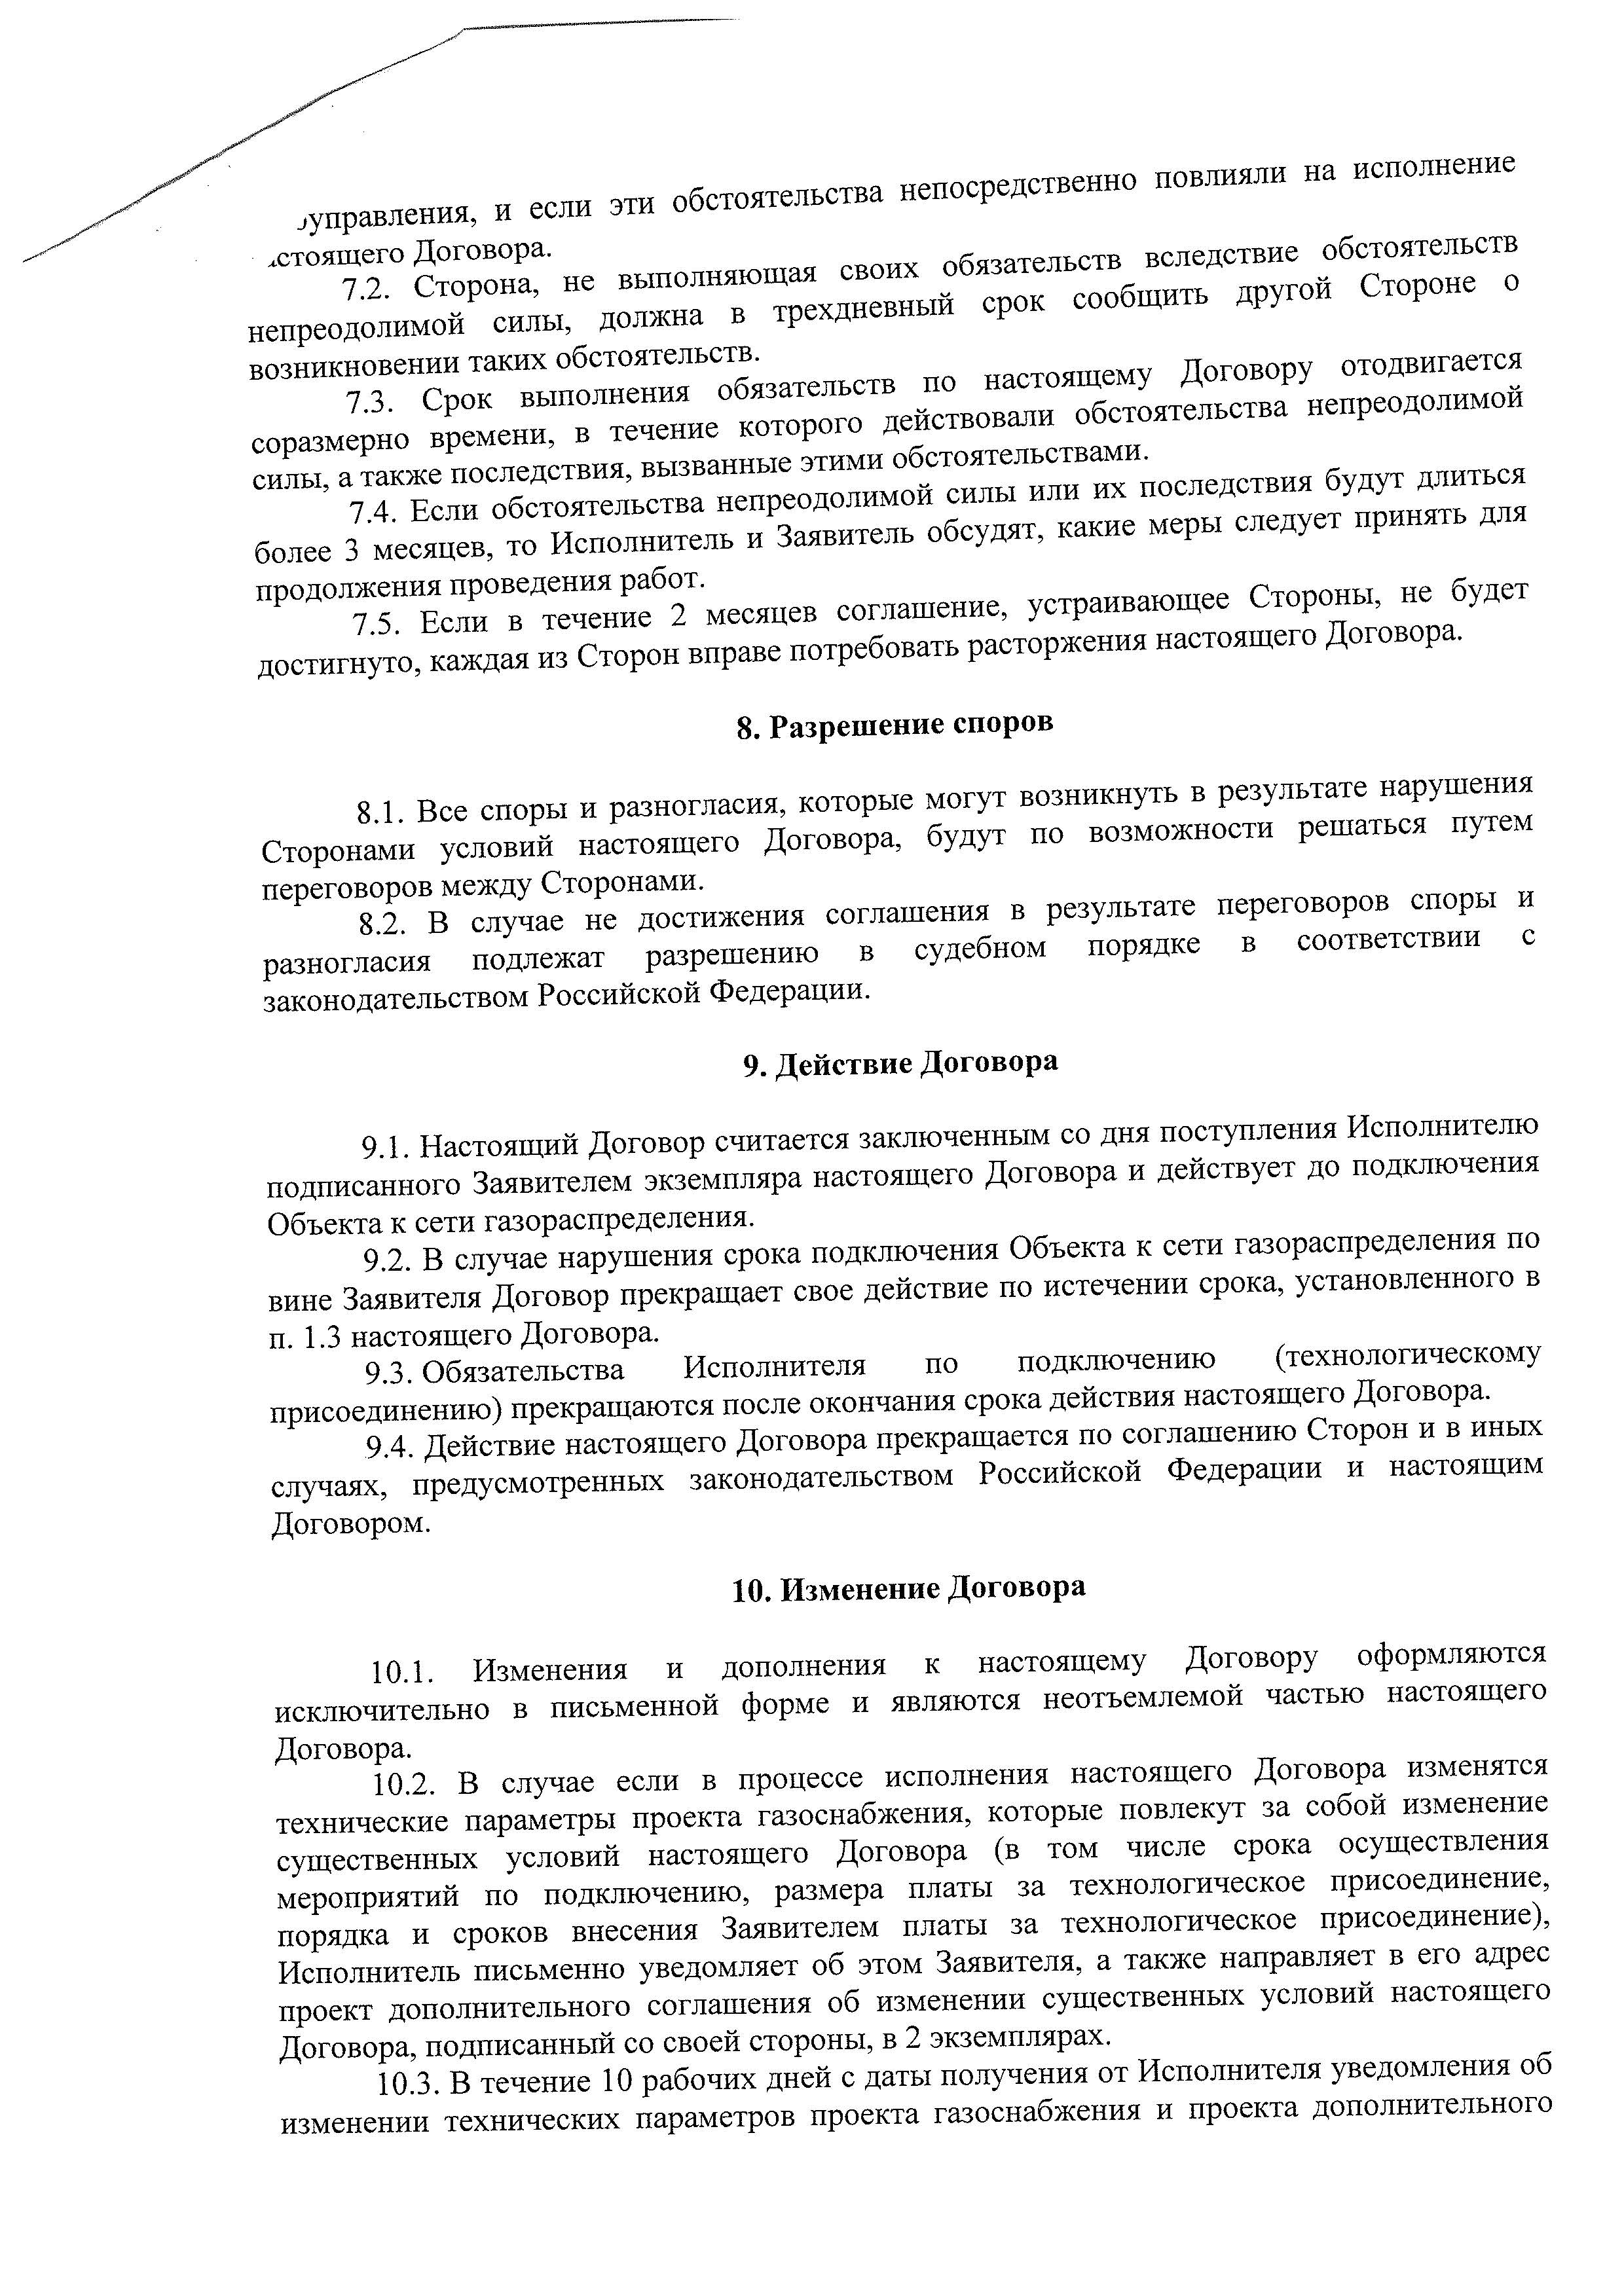 управления, и если эти обстоятельства непосредственно повлияли на исполнение
стоящего Договора.
7.2. Сторона, не выполняющая своих обязательств вследствие обстоятельств
непреодолимой силы, должна в трехдневный срок сообщить другой Стороне о
возникновении таких обстоятельств.
7.3. Срок выполнения обязательств по настоящему Договору отодвигается
соразмерно времени, в течение которого действовали обстоятельства непреодолимой
силы, а также последствия, вызванные этими обстоятельствами.
7.4. Если обстоятельства непреодолимой силы или их последствия будут длиться
более 3 месяцев, то Исполнитель и Заявитель обсудят, какие меры следует принять для
продолжения проведения работ.
7.5. Если в течение 2 месяцев соглашение, устраивающее Стороны, не будет
достигнуто, каждая из Сторон вправе потребовать расторжения настоящего Договора.
8. Разрешение споров
8.1. Все споры и разногласия, которые могут возникнуть в результате нарушения
Сторонами условий настоящего Договора, будут по возможности решаться путем
переговоров между Сторонами.
8.2. В случае не достижения соглашения в результате переговоров споры и
разногласия подлежат разрешению в судебном порядке в соответствии с
законодательством Российской Федерации.
9. Действие Договора
9.1. Настоящий Договор считается заключенным со дня поступления Исполнителю
подписанного Заявителем экземпляра настоящего Договора и действует до подключения
Объекта к сети газораспределения.
9.2. В случае нарушения срока подключения Объекта к сети газораспределения по
вине Заявителя Договор прекращает свое действие по истечении срока, установленного в
п. 1.3 настоящего Договора.
9.3. Обязательства Исполнителя по подключению (технологическому
присоединению) прекращаются после окончания срока действия настоящего Договора.
9.4. Действие настоящего Договора прекращается по соглашению Сторон и в иных
случаях, предусмотренных законодательством Российской Федерации и настоящим
Договором.
10. Изменение Договора
10.1. Изменения и дополнения к настоящему Договору оформляются
исключительно в письменной форме и являются неотъемлемой частью настоящего
Договора.
10.2. В случае если в процессе исполнения настоящего Договора изменятся
технические параметры проекта газоснабжения, которые повлекут за собой изменение
существенных условий настоящего Договора (в том числе срока осуществления
мероприятий по подключению, размера платы за технологическое присоединение,
порядка и сроков внесения Заявителем платы за технологическое присоединение),
Исполнитель письменно уведомляет об этом Заявителя, а также направляет в его адрес
проект дополнительного соглашения об изменении существенных условий настоящего
Договора, подписанный со своей стороны, в 2 экземплярах.
10.3. В течение 10 рабочих дней с даты получения от Исполнителя уведомления об
изменении технических параметров проекта газоснабжения и проекта дополнительного